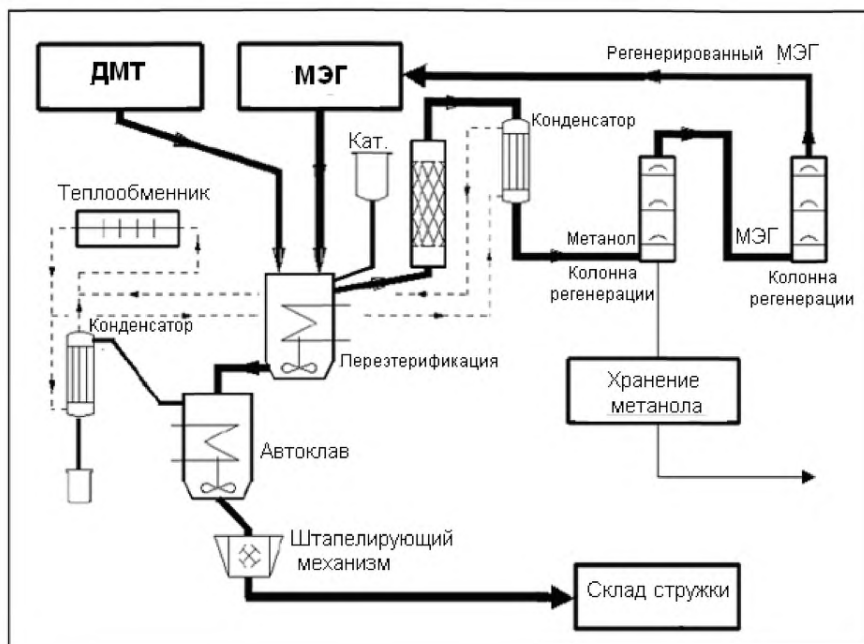 ДМТ
МЭГ
Регенерированный МЭГ
Кат.
Конденсатор
Теплообменник
Метанол
МЭГ
Колонна
регенерации
Колонна
регенерации
Конденсатор
Переэтерификация
Хранение
метанола
Автоклав
Штапелирующий
механизм
Склад стружки